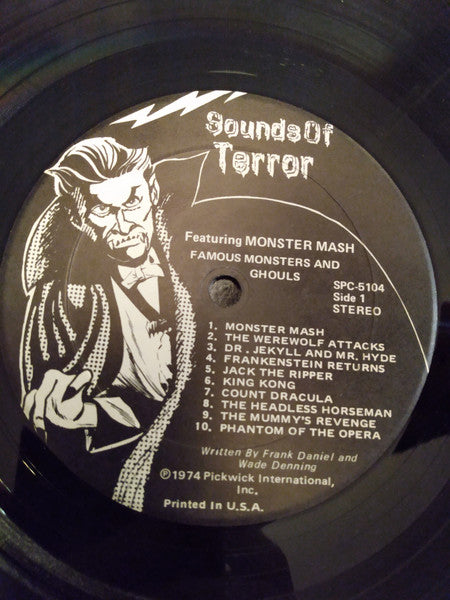 Sounds Of
Terror
Featuring MONSTER MASH
FAMOUS MONSTERS AND
GHOULS
SPC-5104
Side 1
STEREO
1. MONSTER MASH
2. THE WEREWOLF ATTACKS
3. DR. JEKYLL AND MR. HYDE
4. FRANKENSTEIN RETURNS
5. JACK THE RIPPER
6. KING KONG
7. COUNT DRACULA
8. THE HEADLESS HORSEMAN
9. THE MUMMY'S REVENGE
10. PHANTOM OF THE OPERA
Written By Frank Daniel and
Wade Denning
℗1974 Pickwick International,
Inc.
Printed In U.S.A.